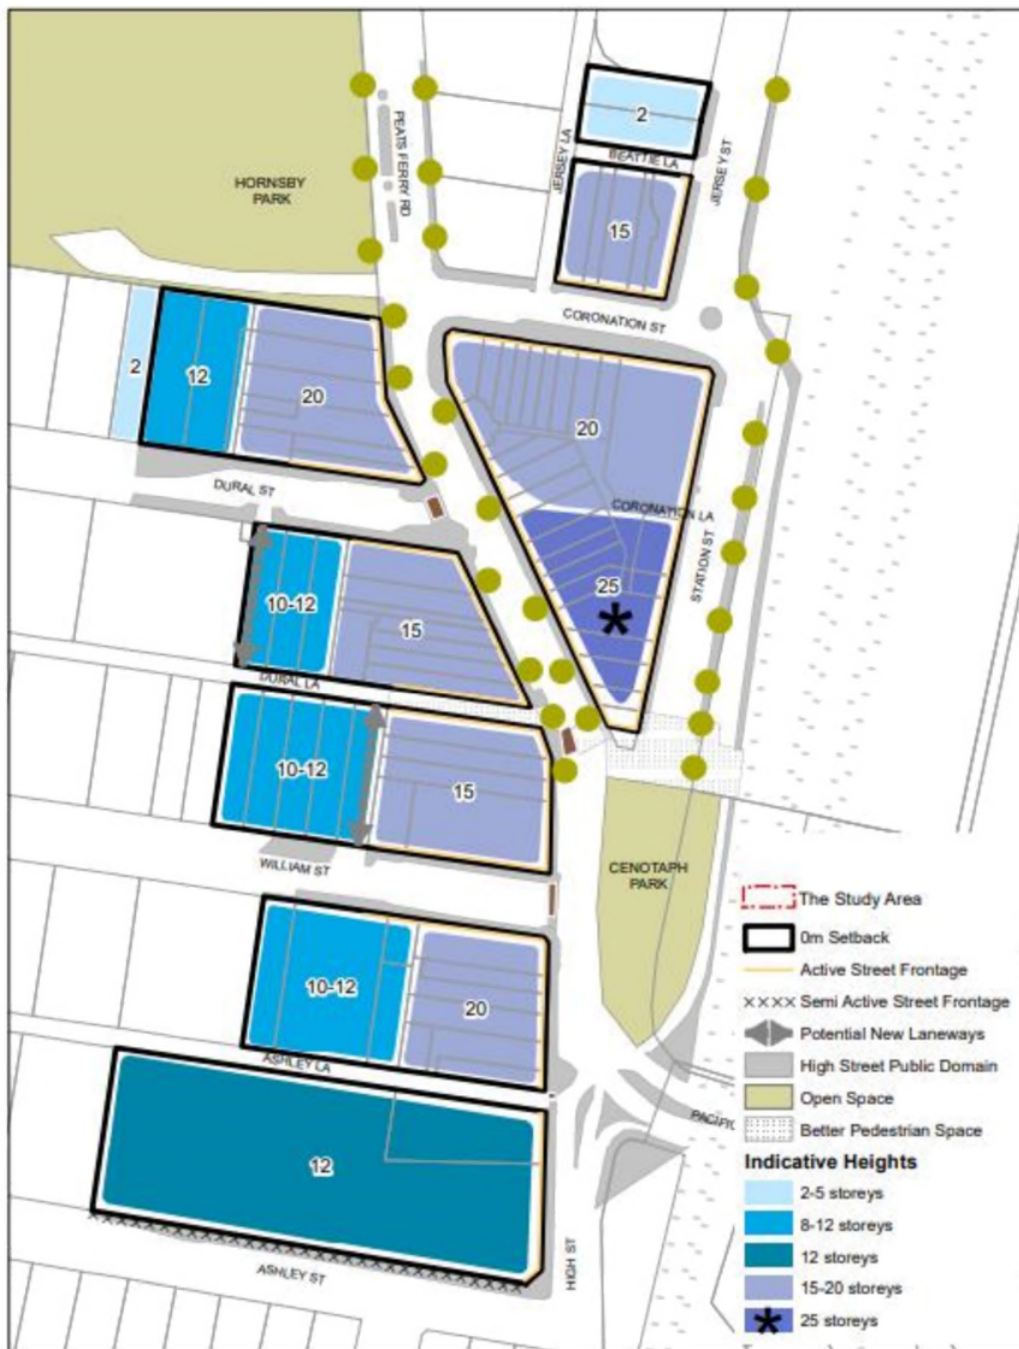 2
JERSEY LA
BEATTIE LA
JERSEY ST
PEATS FERRY RD
HORNSBY
PARK
15
CORONATION ST
2
12
20
20
DURAL ST
CORONATION LA
STATION ST
25
10-12
15
DURAL LA
10-12
15
WILLIAM ST
CENOTAPH
PARK
10-12
20
ASHLEY LA
PACIFIC
12
ASHLEY ST
HIGH ST
The Study Area
0m Setback
Active Street Frontage
Semi Active Street Frontage
Potential New Laneways
High Street Public Domain
Open Space
Better Pedestrian Space
Indicative Heights
2-5 storeys
8-12 storeys
12 storeys
15-20 storeys
25 storeys